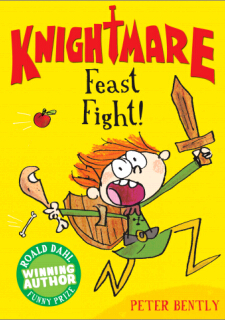 KNIGHTMARE
Feast
Fight!
ROALD DAHL
WINNING
AUTHOR
FUNNY PRIZE
PETER BENTLY